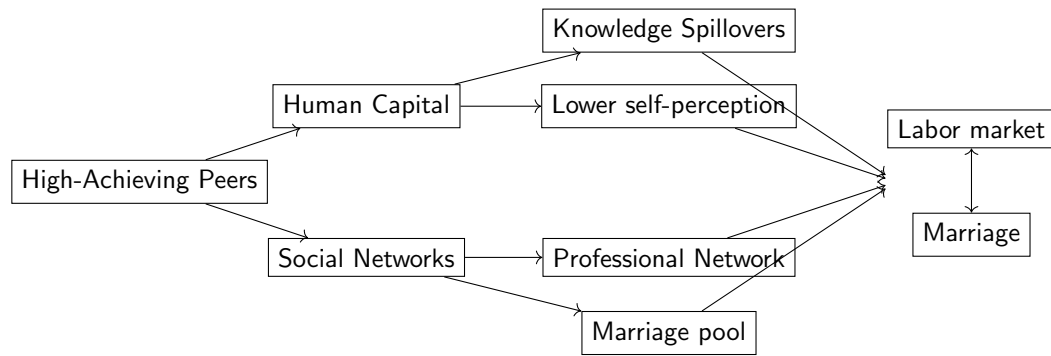 Knowledge Spillovers
Human Capital
Lower self-perception
Labor market
High-Achieving Peers
Marriage
Social Networks
Professional Network
Marriage pool